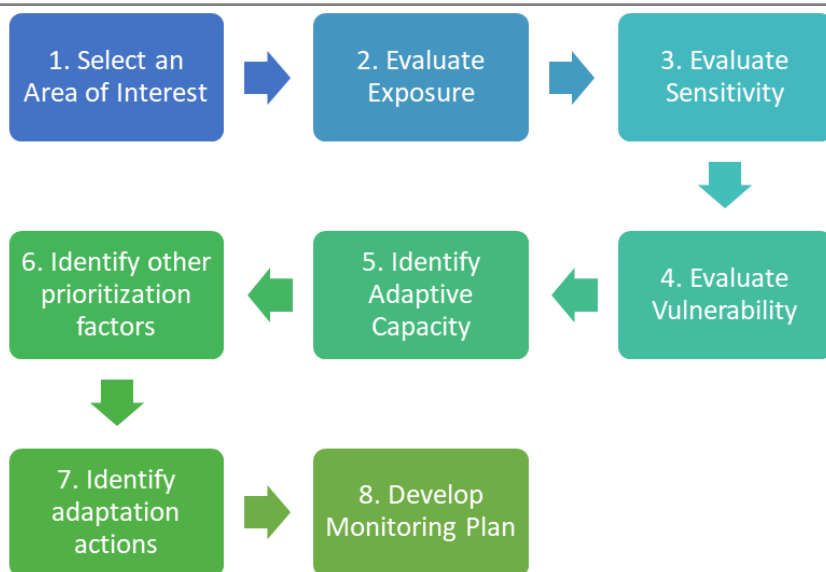 1. Select an
Area of Interest
2. Evaluate
Exposure
3. Evaluate
Sensitivity
4. Evaluate
Vulnerability
5. Identify
Adaptive
Capacity
6. Identify other
prioritization
factors
7. Identify
adaptation
actions
8. Develop
Monitoring Plan